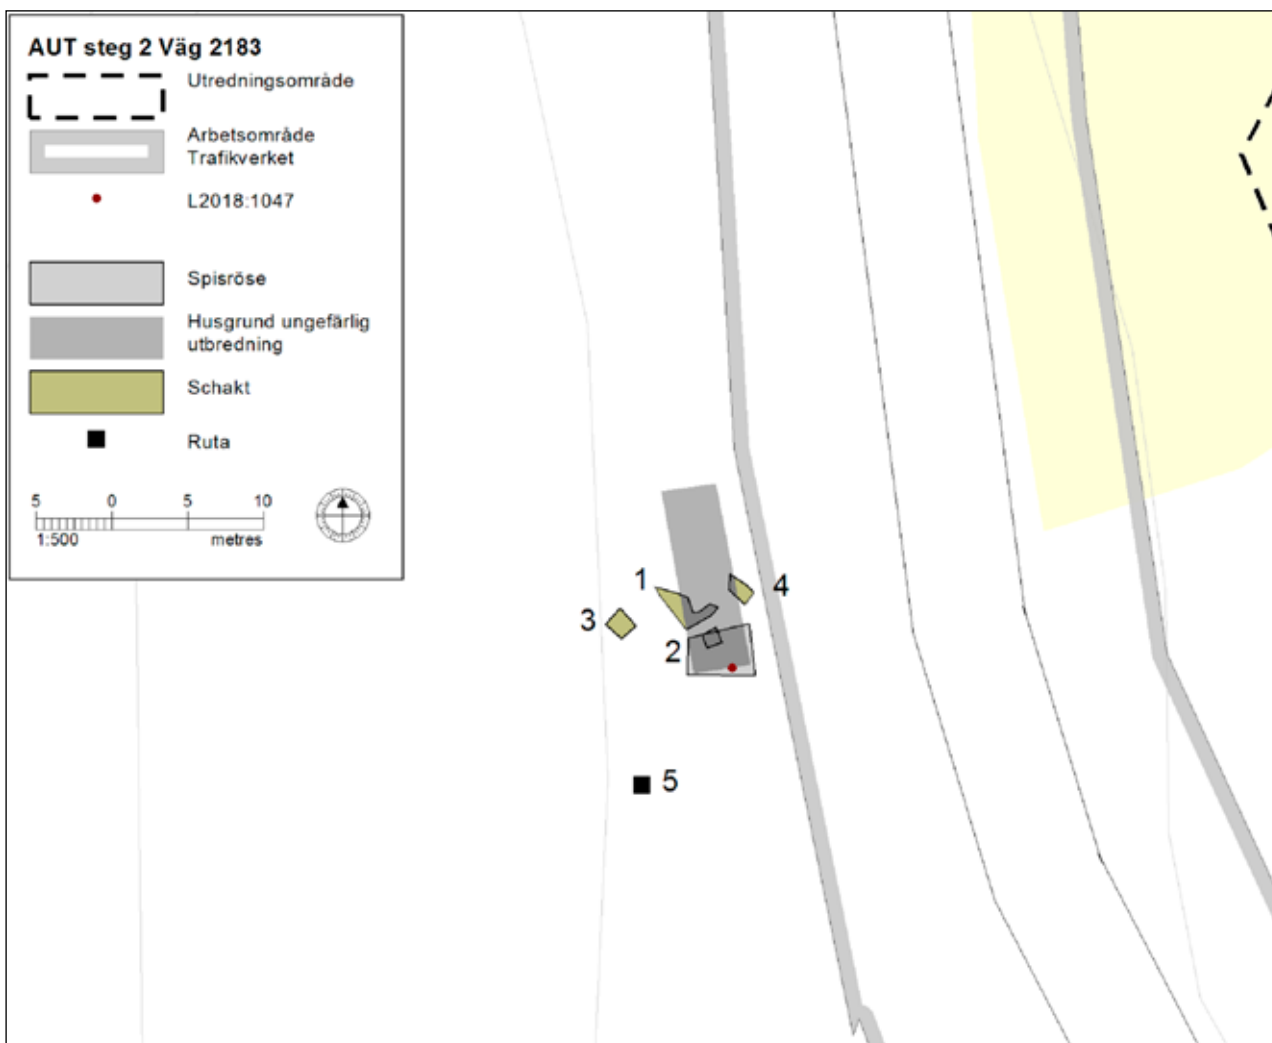 AUT steg 2 Väg 2183
Utredningsområde
Arbetsområde
Trafikverket
L2018:1047
Spisröse
Husgrund ungefärlig
utbredning
Schakt
Ruta
5 0 5 10
1:500 metres
1
4
3
2
5